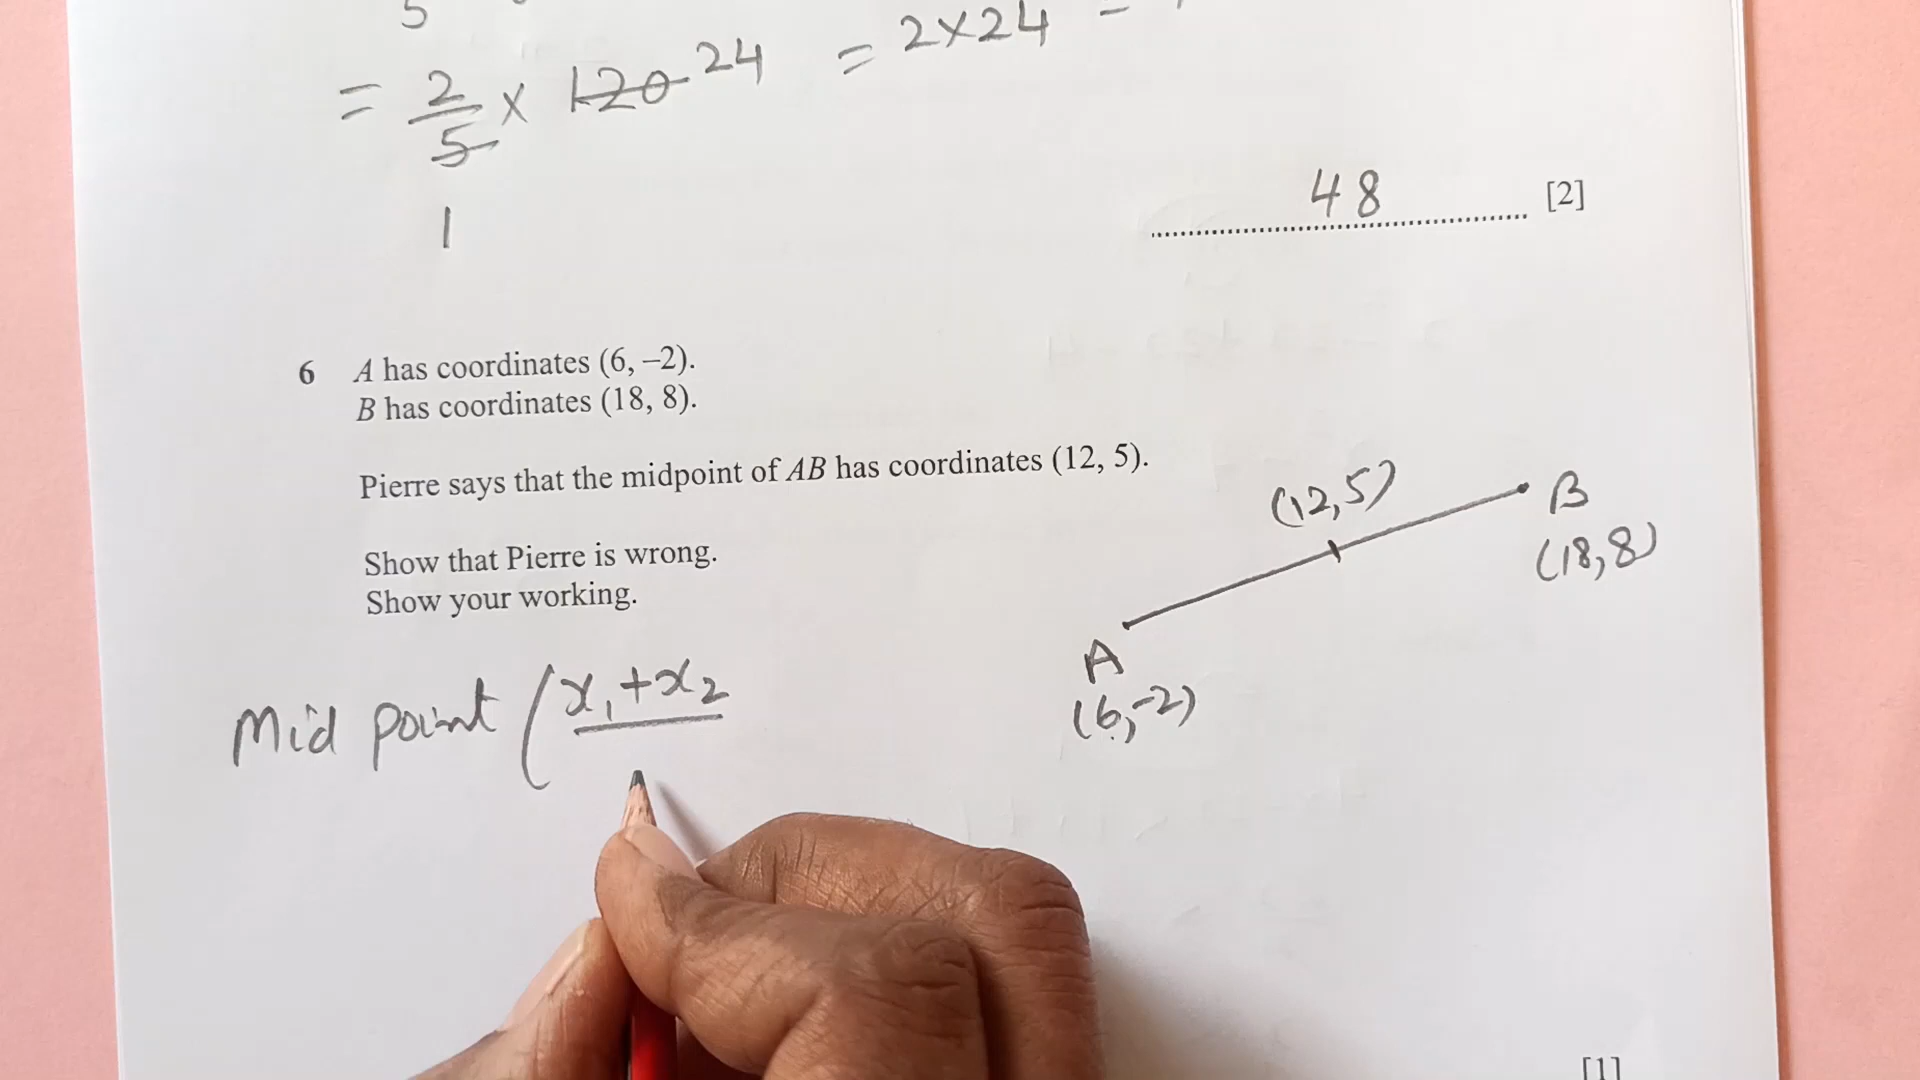 5
= 2/5 x 120 24 = 2x24 =
1
48 [2]
6 A has coordinates (6, –2).
B has coordinates (18, 8).
Pierre says that the midpoint of AB has coordinates (12, 5).
Show that Pierre is wrong.
Show your working.
(12,5)
B
(18,8)
A
(6,-2)
Mid point (x₁+x₂
[1]